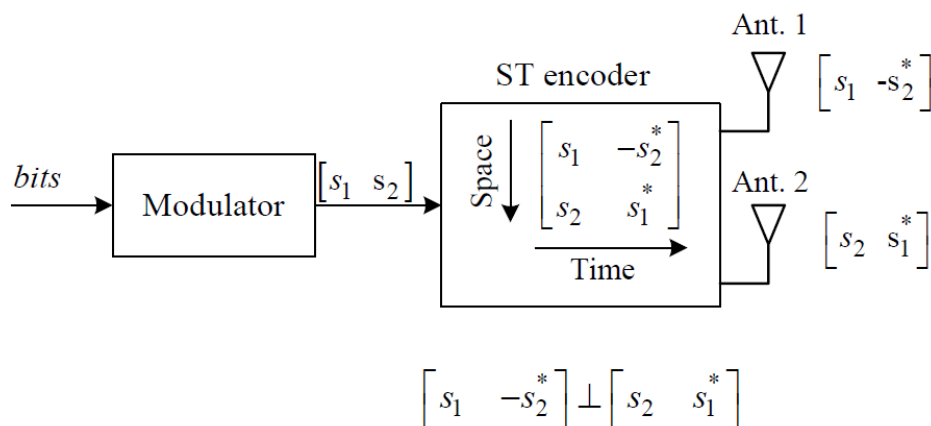 Ant. 1
ST encoder
[s₁ -s₂*]
bits
Modulator
[s₁ s₂]
Space
[s₁ −s₂*
s₂ s₁*]
Time
Ant. 2
[s₂ s₁*]
[s₁ −s₂*] ⊥ [s₂ s₁*]